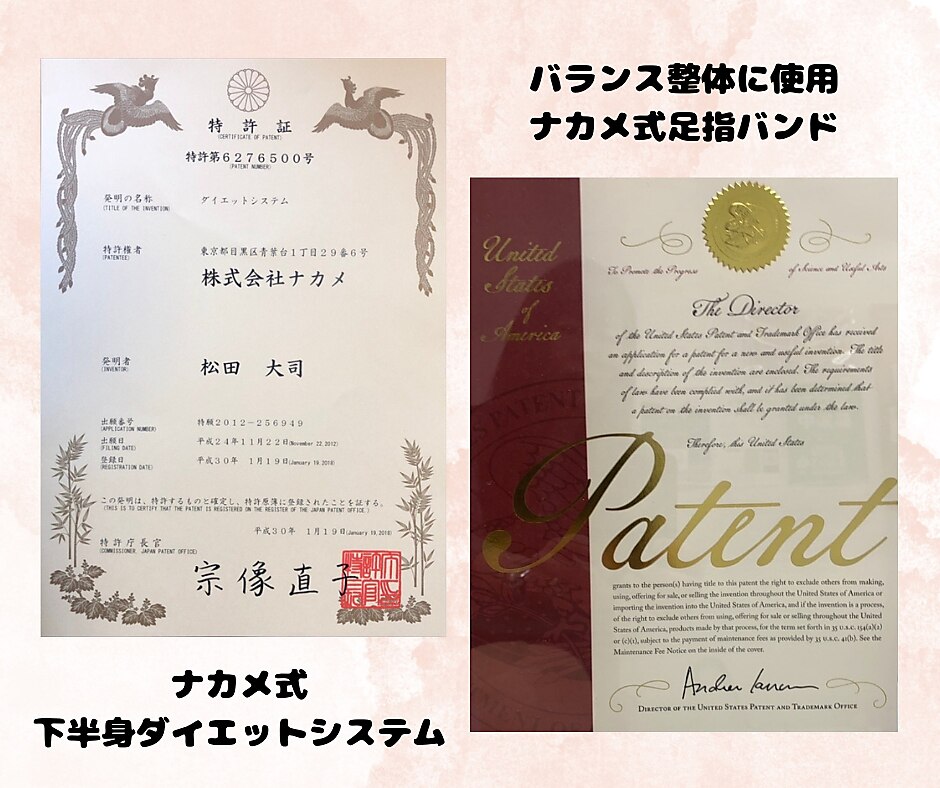 バランス整体に使用
ナカメ式足指バンド
特許証
(CERTIFICATE OF PATENT)
特許第6276500号
(PATENT NUMBER)
発明の名称
(TITLE OF THE INVENTION)
ダイエットシステム
特許権者
(PATENTEE)
東京都目黒区青葉台1丁目29番6号
株式会社ナカメ
発明者
(INVENTOR)
松田 大司
出願番号
(APPLICATION NUMBER)
特願2012-256949
出願日
(FILING DATE)
平成24年11月22日(November 22,2012)
登録日
(REGISTRATION DATE)
平成30年 1月19日(January 19,2018)
この発明は、特許するものと確定し、特許原簿に登録されたことを証する。
(THIS IS TO CERTIFY THAT THE PATENT IS REGISTERED ON THE REGISTER OF THE JAPAN PATENT OFFICE.)
平成30年 1月19日(January 19,2018)
特許庁長官
(COMMISSIONER, JAPAN PATENT OFFICE)
宗像直子
United
States
of
America
To Promote the Progress
of Science and Useful Arts
The Director
of the United States Patent and Trademark Office has received
an application for a patent for a new and useful invention. The title
and description of the invention are enclosed. The requirements
of law have been complied with, and it has been determined that
a patent on the invention shall be granted under the law.
Therefore, this United States
Patent
grants to the person(s) having title to this patent the right to exclude others from making,
using, offering for sale, or selling the invention throughout the United States of America or
importing the invention into the United States of America, and if the invention is a process,
of the right to exclude others from using, offering for sale or selling throughout the United
States of America, products made by that process, for the term set forth in 35 U.S.C. 154(a)(2)
or (c)(1), subject to the payment of maintenance fees as provided by 35 U.S.C. 41(b). See the
Maintenance Fee Notice on the inside of the cover.
DIRECTOR OF THE UNITED STATES PATENT AND TRADEMARK OFFICE
ナカメ式
下半身ダイエットシステム